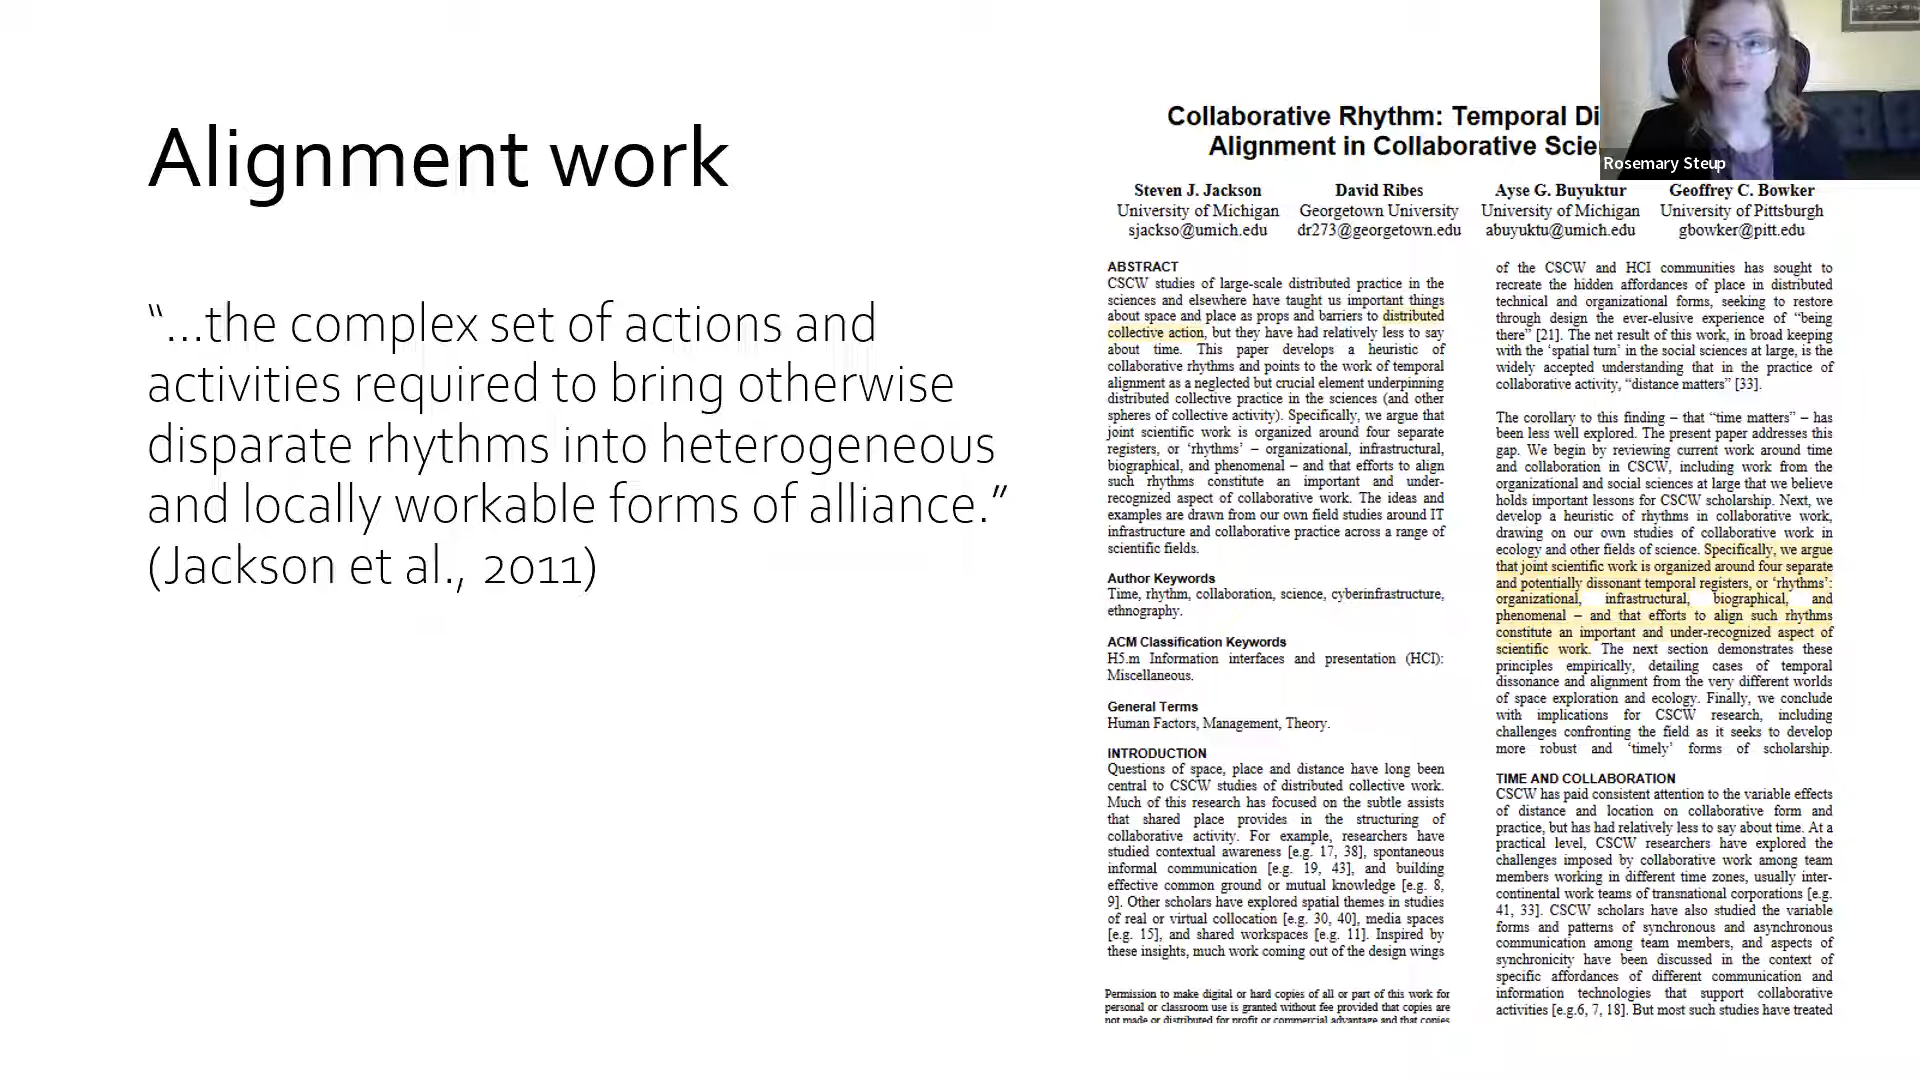 Alignment work
“…the complex set of actions and
activities required to bring otherwise
disparate rhythms into heterogeneous
and locally workable forms of alliance.”
(Jackson et al., 2011)
Collaborative Rhythm: Temporal Di
Alignment in Collaborative Scie
Rosemary Steup
Steven J. Jackson
University of Michigan
sjackso@umich.edu
David Ribes
Georgetown University
dr273@georgetown.edu
Ayse G. Buyuktur
University of Michigan
abuyuktu@umich.edu
Geoffrey C. Bowker
University of Pittsburgh
gbowker@pitt.edu
ABSTRACT
CSCW studies of large-scale distributed practice in the
sciences and elsewhere have taught us important things
about space and place as props and barriers to distributed
collective action, but they have had relatively less to say
about time. This paper develops a heuristic of
collaborative rhythms and points to the work of temporal
alignment as a neglected but crucial element underpinning
distributed collective practice in the sciences (and other
spheres of collective activity). Specifically, we argue that
joint scientific work is organized around four separate
registers, or ‘rhythms’ – organizational, infrastructural,
biographical, and phenomenal – and that efforts to align
such rhythms constitute an important and under-
recognized aspect of collaborative work. The ideas and
examples are drawn from our own field studies around IT
infrastructure and collaborative practice across a range of
scientific fields.
Author Keywords
Time, rhythm, collaboration, science, cyberinfrastructure,
ethnography.
ACM Classification Keywords
H5.m Information interfaces and presentation (HCI):
Miscellaneous.
General Terms
Human Factors, Management, Theory.
INTRODUCTION
Questions of space, place and distance have long been
central to CSCW studies of distributed collective work.
Much of this research has focused on the subtle assists
that shared place provides in the structuring of
collaborative activity. For example, researchers have
studied contextual awareness [e.g. 17, 38], spontaneous
informal communication [e.g. 19, 43], and building
effective common ground or mutual knowledge [e.g. 8,
9]. Other scholars have explored spatial themes in studies
of real or virtual collocation [e.g. 30, 40], media spaces
[e.g. 15], and shared workspaces [e.g. 11]. Inspired by
these insights, much work coming out of the design wings
Permission to make digital or hard copies of all or part of this work for
personal or classroom use is granted without fee provided that copies are
not made or distributed for profit or commercial advantage and that copies
of the CSCW and HCI communities has sought to
recreate the hidden affordances of place in distributed
technical and organizational forms, seeking to restore
through design the ever-elusive experience of “being
there” [21]. The net result of this work, in broad keeping
with the ‘spatial turn’ in the social sciences at large, is the
widely accepted understanding that in the practice of
collaborative activity, “distance matters” [33].
The corollary to this finding – that “time matters” – has
been less well explored. The present paper addresses this
gap. We begin by reviewing current work around time
and collaboration in CSCW, including work from the
organizational and social sciences at large that we believe
holds important lessons for CSCW scholarship. Next, we
develop a heuristic of rhythms in collaborative work,
drawing on our own studies of collaborative work in
ecology and other fields of science. Specifically, we argue
that joint scientific work is organized around four separate
and potentially dissonant temporal registers, or ‘rhythms’:
organizational, infrastructural, biographical, and
phenomenal – and that efforts to align such rhythms
constitute an important and under-recognized aspect of
scientific work. The next section demonstrates these
principles empirically, detailing cases of temporal
dissonance and alignment from the very different worlds
of space exploration and ecology. Finally, we conclude
with implications for CSCW research, including
challenges confronting the field as it seeks to develop
more robust and ‘timely’ forms of scholarship.
TIME AND COLLABORATION
CSCW has paid consistent attention to the variable effects
of distance and location on collaborative form and
practice, but has had relatively less to say about time. At a
practical level, CSCW researchers have explored the
challenges imposed by collaborative work among team
members working in different time zones, usually inter-
continental work teams of transnational corporations [e.g.
41, 33]. CSCW scholars have also studied the variable
forms and patterns of synchronous and asynchronous
communication among team members, and aspects of
synchronicity have been discussed in the context of
specific affordances of different communication and
information technologies that support collaborative
activities [e.g.6, 7, 18]. But most such studies have treated